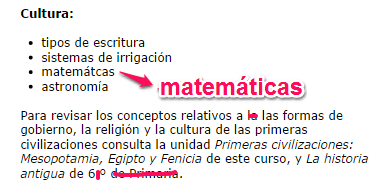 Cultura:
• tipos de escritura
• sistemas de irrigación
• matemátcas
matemáticas
• astronomía
Para revisar los conceptos relativos a la las formas de
gobierno, la religión y la cultura de las primeras
civilizaciones consulta la unidad Primeras civilizaciones:
Mesopotamia, Egipto y Fenicia de este curso, y La historia
antigua de 6.º de Primaria.